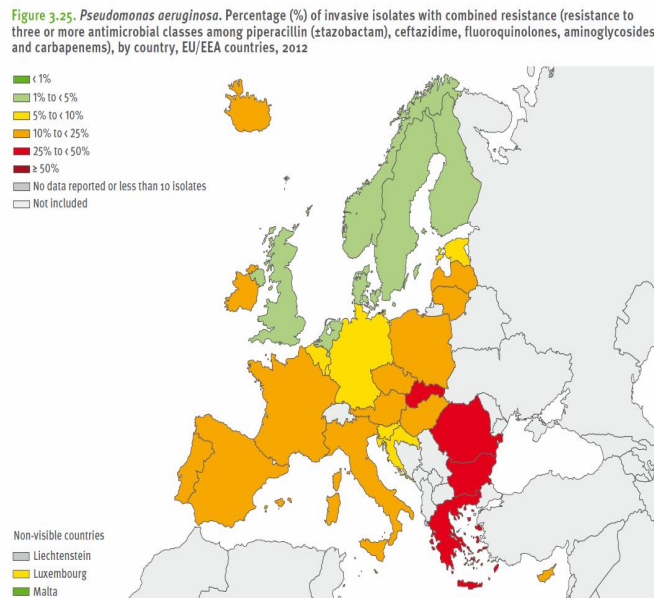 Figure 3.25. Pseudomonas aeruginosa. Percentage (%) of invasive isolates with combined resistance (resistance to
three or more antimicrobial classes among piperacillin (±tazobactam), ceftazidime, fluoroquinolones, aminoglycosides
and carbapenems), by country, EU/EEA countries, 2012
< 1%
1% to < 5%
5% to < 10%
10% to < 25%
25% to < 50%
≥ 50%
No data reported or less than 10 isolates
Not included
Non-visible countries
Liechtenstein
Luxembourg
Malta